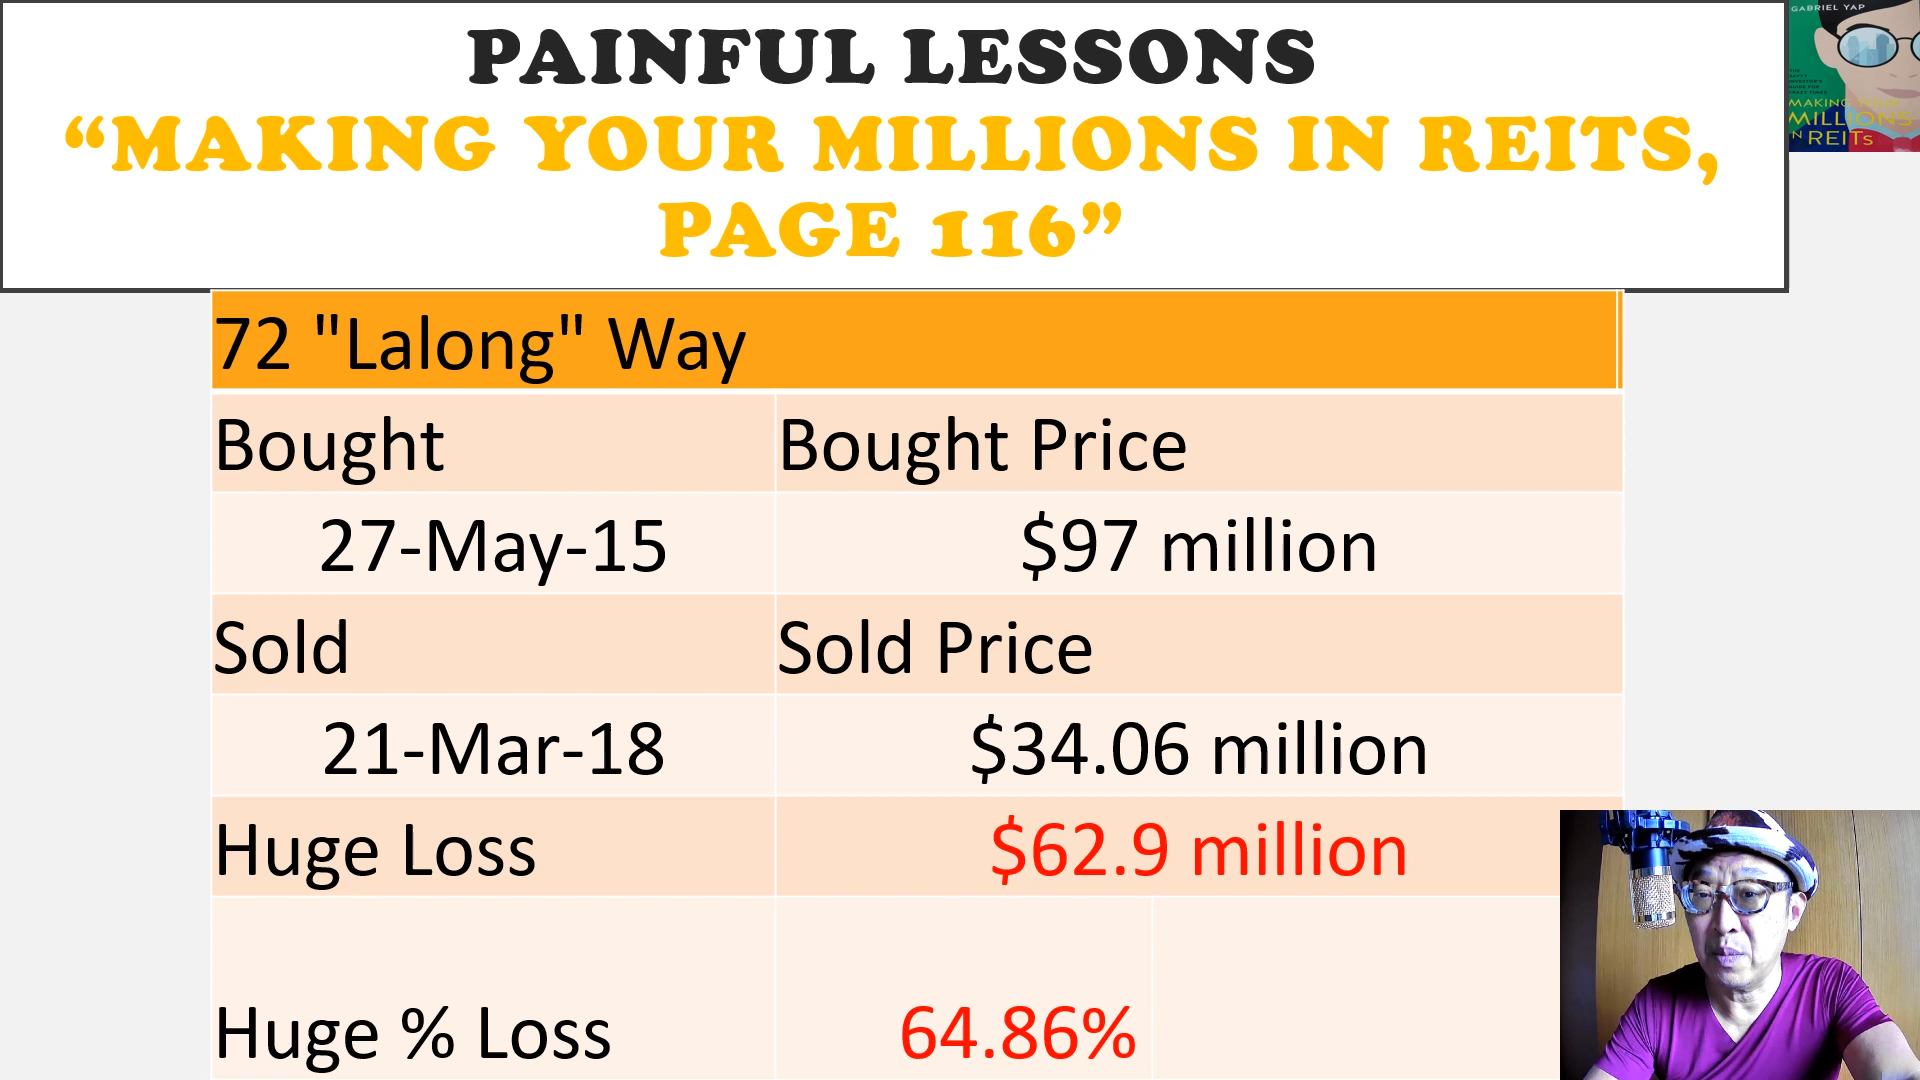 PAINFUL LESSONS
“MAKING YOUR MILLIONS IN REITS,
PAGE 116”
GABRIEL YAP
MAKING YOUR
MILLIONS
IN REITs
72 "Lalong" Way
Bought Bought Price
27-May-15 $97 million
Sold Sold Price
21-Mar-18 $34.06 million
Huge Loss $62.9 million
Huge % Loss 64.86%